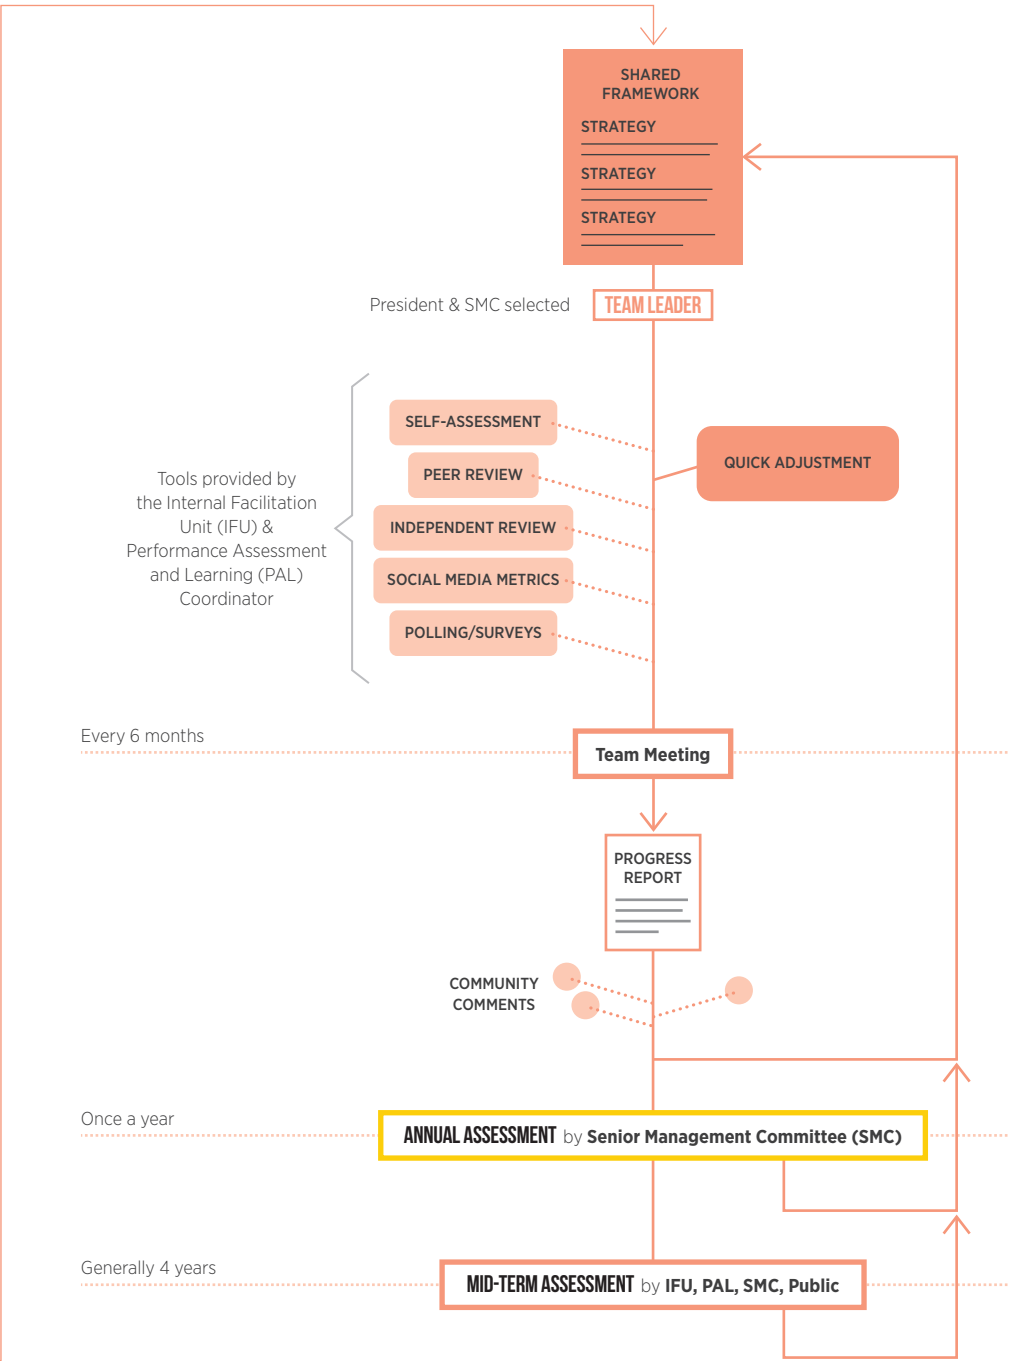 SHARED
FRAMEWORK
STRATEGY
STRATEGY
STRATEGY
President & SMC selected
TEAM LEADER
SELF-ASSESSMENT
PEER REVIEW
INDEPENDENT REVIEW
SOCIAL MEDIA METRICS
POLLING/SURVEYS
QUICK ADJUSTMENT
Tools provided by
the Internal Facilitation
Unit (IFU) &
Performance Assessment
and Learning (PAL)
Coordinator
Every 6 months
Team Meeting
PROGRESS
REPORT
COMMUNITY
COMMENTS
Once a year
ANNUAL ASSESSMENT by Senior Management Committee (SMC)
Generally 4 years
MID-TERM ASSESSMENT by IFU, PAL, SMC, Public